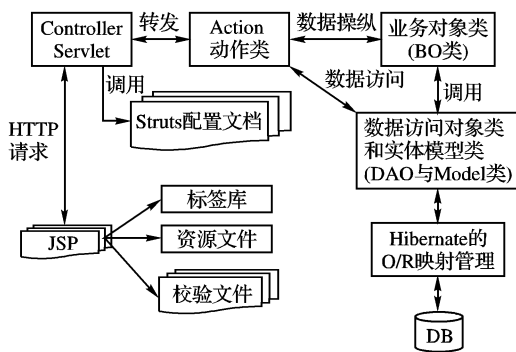 Controller
Servlet
转发
Action
动作类
数据操纵
业务对象类
(BO类)
调用
数据访问
调用
Struts配置文档
HTTP
请求
数据访问对象类
和实体模型类
(DAO与Model类)
标签库
JSP
资源文件
校验文件
Hibernate的
O/R映射管理
DB